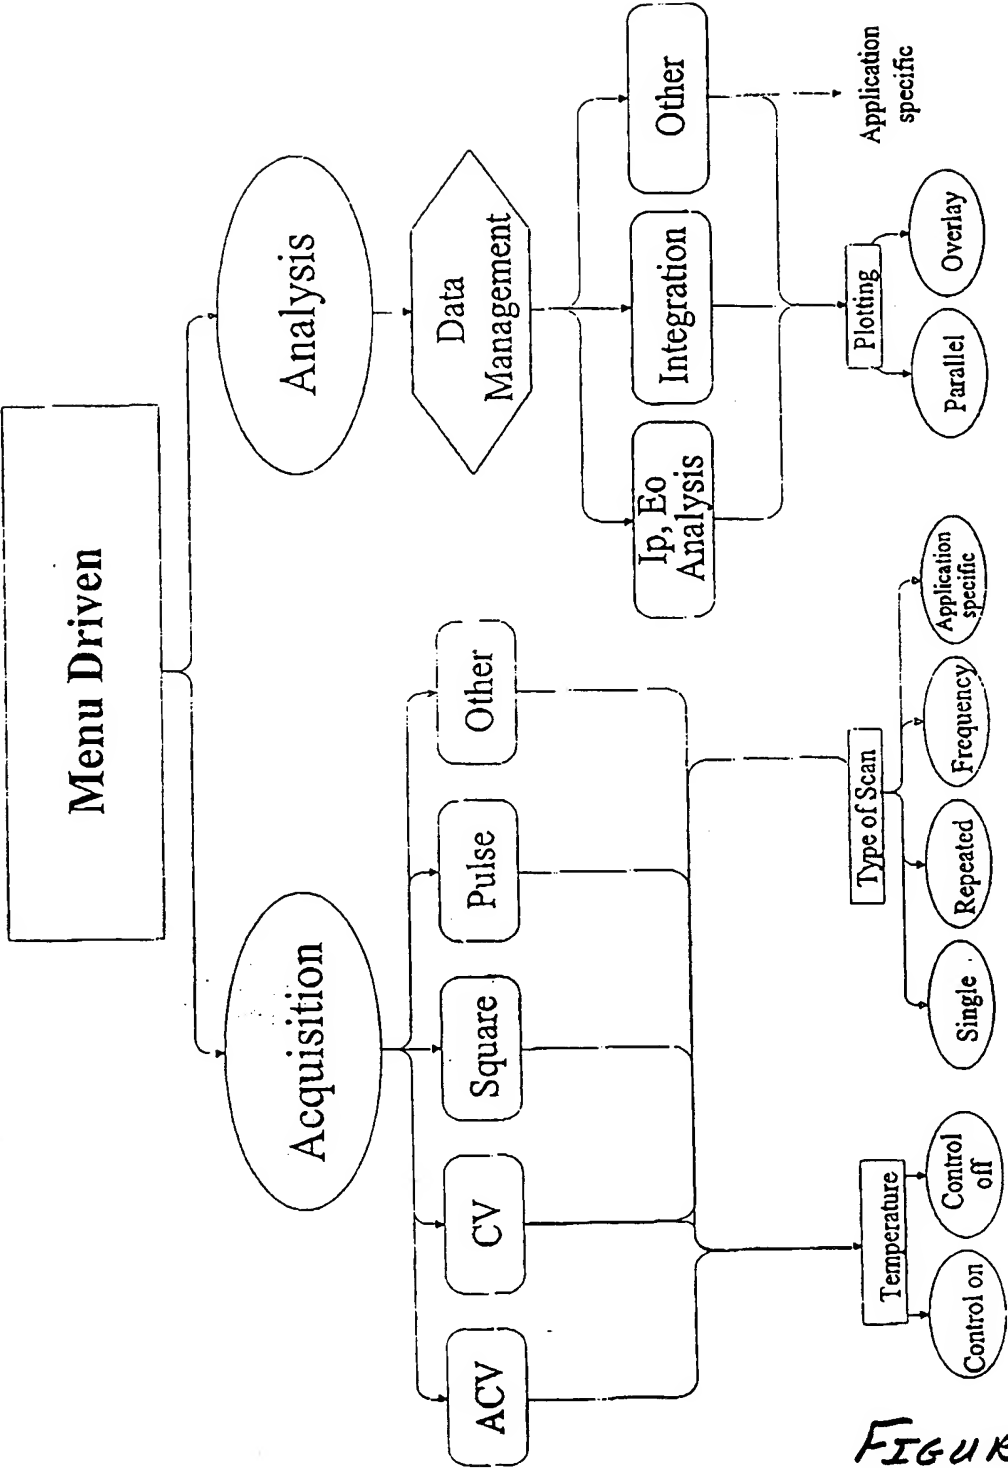 Menu Driven
Acquisition
Analysis
ACV
CV
Square
Pulse
Other
Data
Management
Ip, Eo
Analysis
Integration
Other
Temperature
Control on
Control
off
Type of Scan
Single
Repeated
Frequency
Application
specific
Plotting
Parallel
Overlay
Application
specific